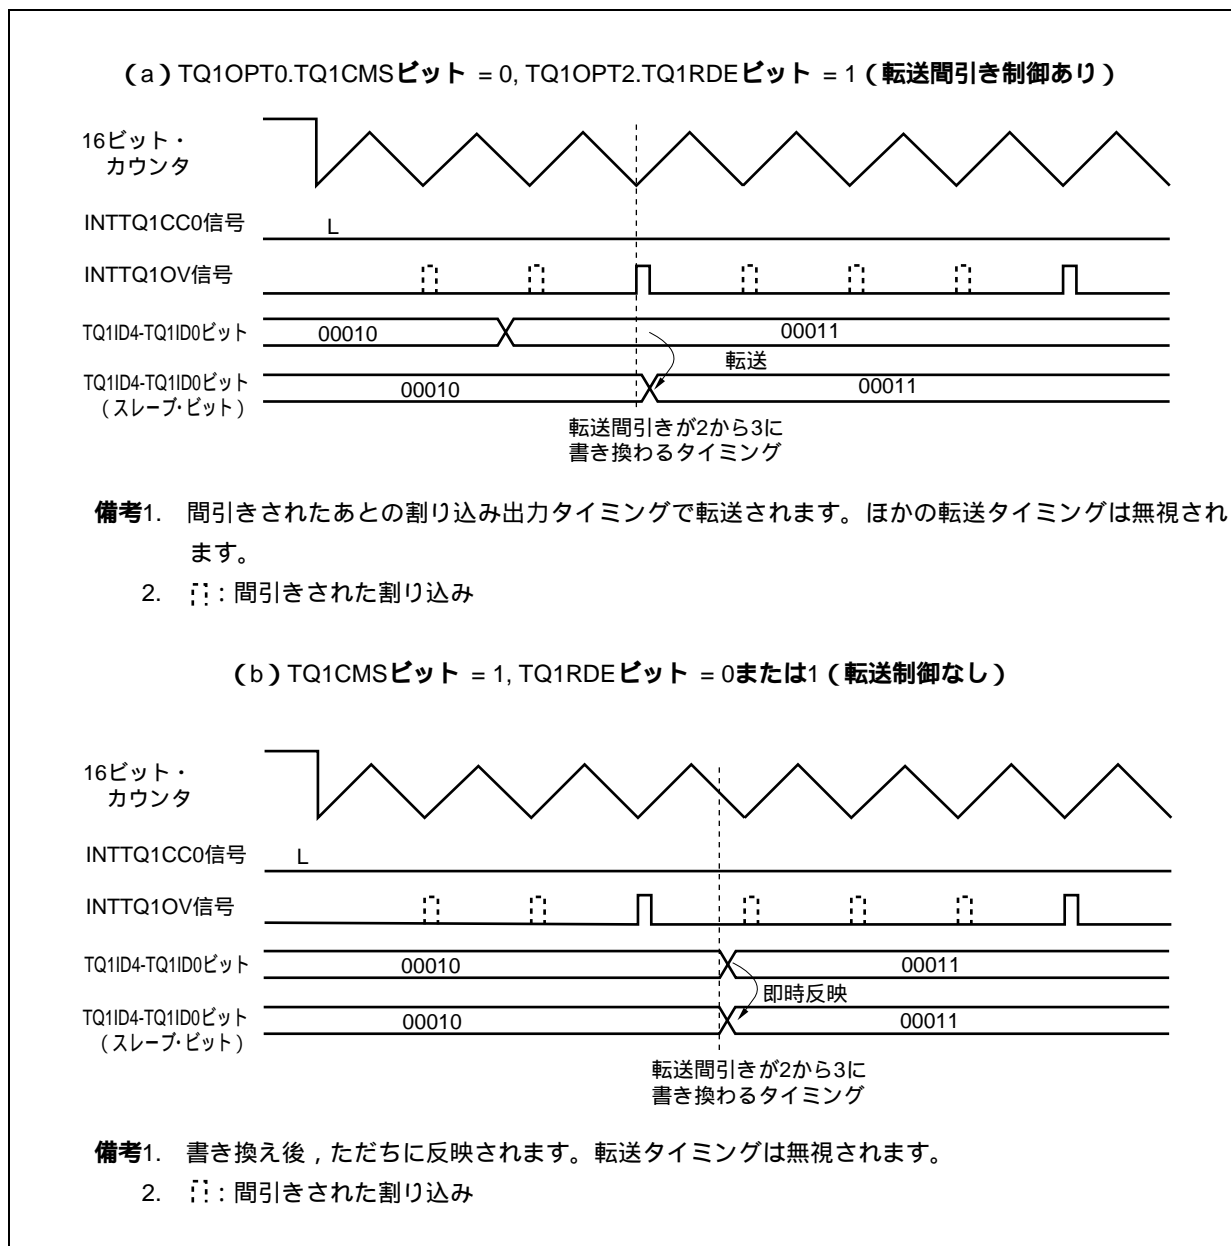 (a) TQ1OPT0.TQ1CMSビット = 0, TQ1OPT2.TQ1RDEビット = 1（転送間引き制御あり）
16ビット・
カウンタ
INTTQ1CC0信号
L
INTTQ1OV信号
TQ1ID4-TQ1ID0ビット
00010
00011
転送
TQ1ID4-TQ1ID0ビット
（スレーブ・ビット）
00010
00011
転送間引きが2から3に
書き換わるタイミング
備考1. 間引きされたあとの割り込み出力タイミングで転送されます。ほかの転送タイミングは無視され
ます。
2. ：間引きされた割り込み
(b) TQ1CMSビット = 1, TQ1RDEビット = 0または1（転送制御なし）
16ビット・
カウンタ
INTTQ1CC0信号
L
INTTQ1OV信号
TQ1ID4-TQ1ID0ビット
00010
00011
即時反映
TQ1ID4-TQ1ID0ビット
（スレーブ・ビット）
00010
00011
転送間引きが2から3に
書き換わるタイミング
備考1. 書き換え後，ただちに反映されます。転送タイミングは無視されます。
2. ：間引きされた割り込み